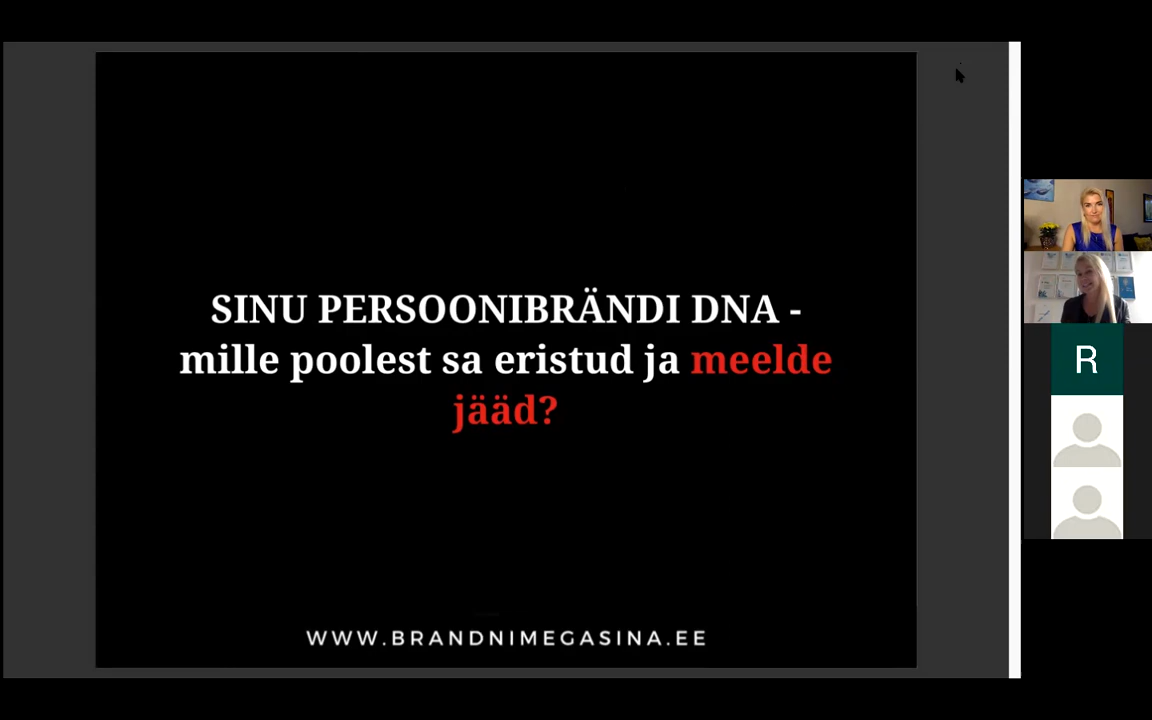 SINU PERSOONIBRÄNDI DNA -
mille poolest sa eristud ja meelde
jääd?
WWW.BRANDNIMEGASINA.EE
R